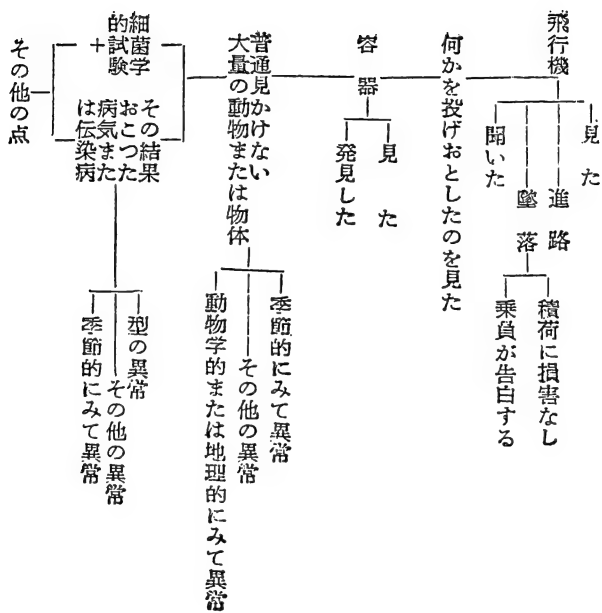 飛行機
見た
進路
墜落
積荷に損害なし
乗員が告白する
聞いた
何かを投げおとしたのを見た
容器
見た
発見した
普通見かけない
大量の動物または物体
季節的にみて異常
その他の異常
動物学的または地理的にみて異常
細菌学
的試験
+
その結果
おこつた
病気また
は伝染病
型の異常
その他の異常
季節的にみて異常
その他の点